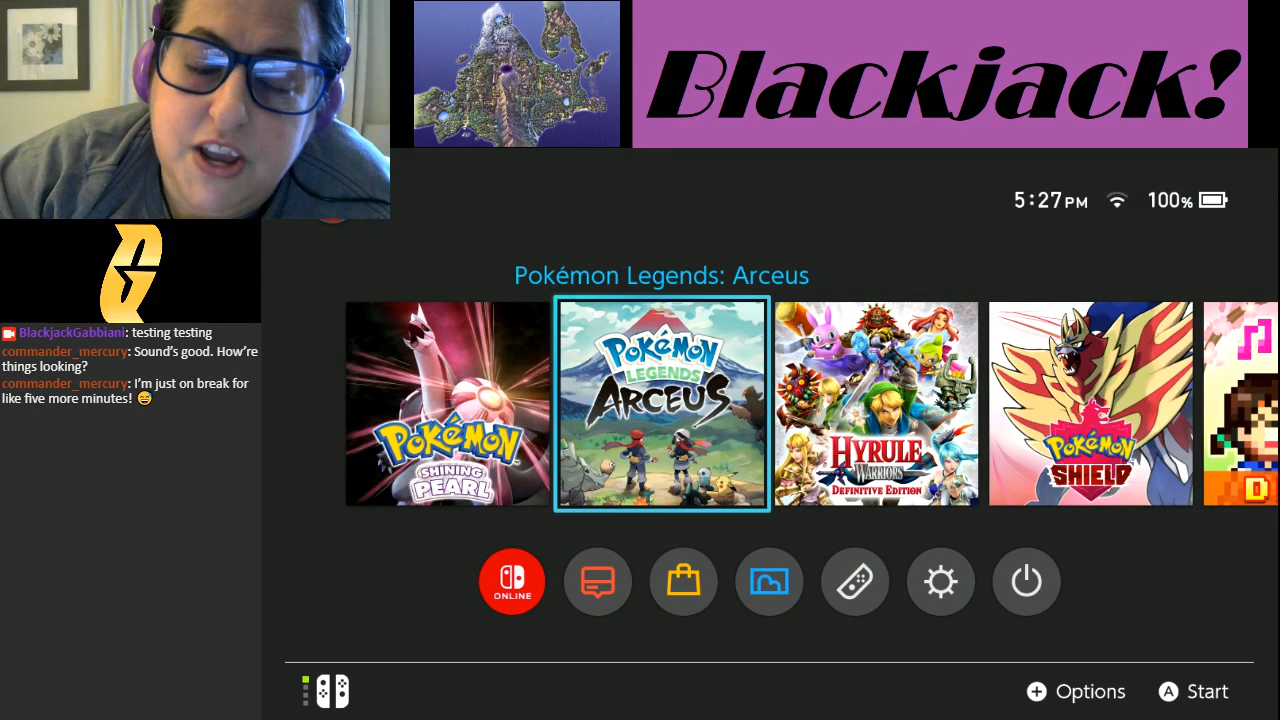 Blackjack!
5:27PM 100%
BlackjackGabbiani: testing testing
commander_mercury: Sound's good. How're
things looking?
commander_mercury: I'm just on break for
like five more minutes! 😅
Pokémon Legends: Arceus
POKéMON
SHINING
PEARL
POKéMON
LEGENDS
ARCEUS
HYRULE
WARRIORS
DEFINITIVE EDITION
POKéMON
SHIELD
D
ONLINE
Options
A Start